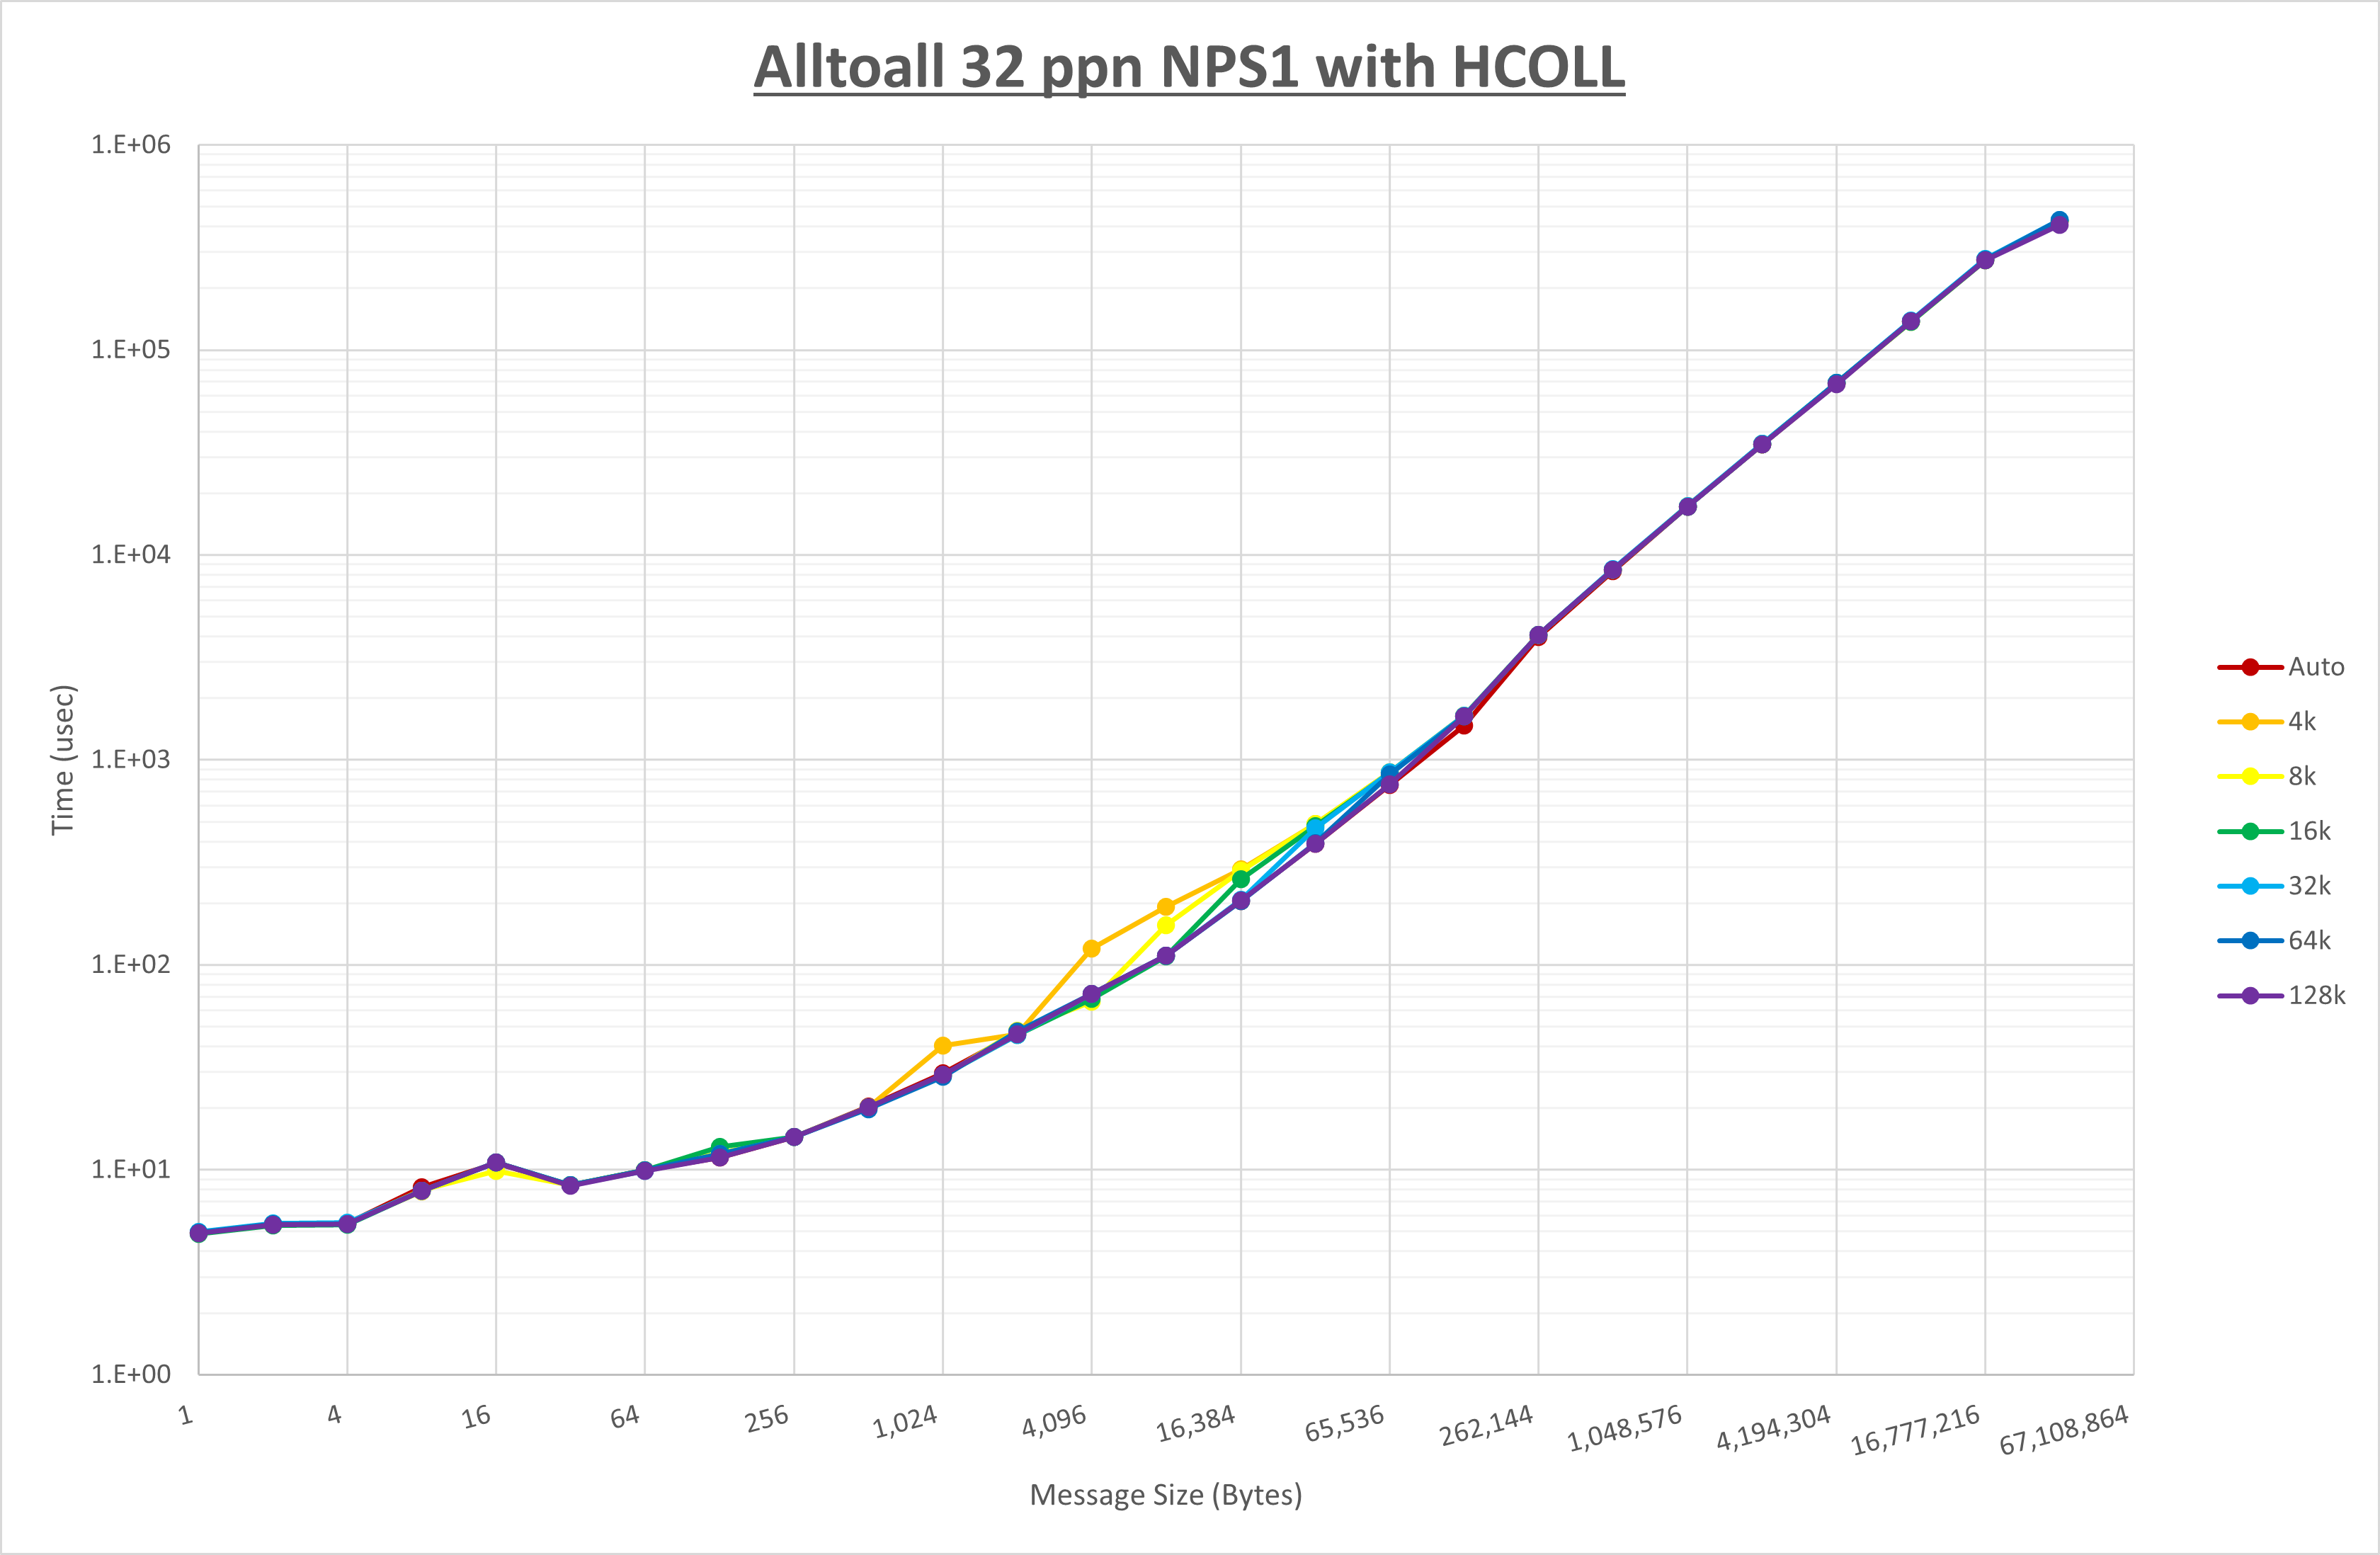 Alltoall 32 ppn NPS1 with HCOLL
1.E+06
1.E+05
1.E+04
1.E+03
1.E+02
1.E+01
1.E+00
Time (usec)
1
4
16
64
256
1,024
4,096
16,384
65,536
262,144
1,048,576
4,194,304
16,777,216
67,108,864
Message Size (Bytes)
Auto
4k
8k
16k
32k
64k
128k